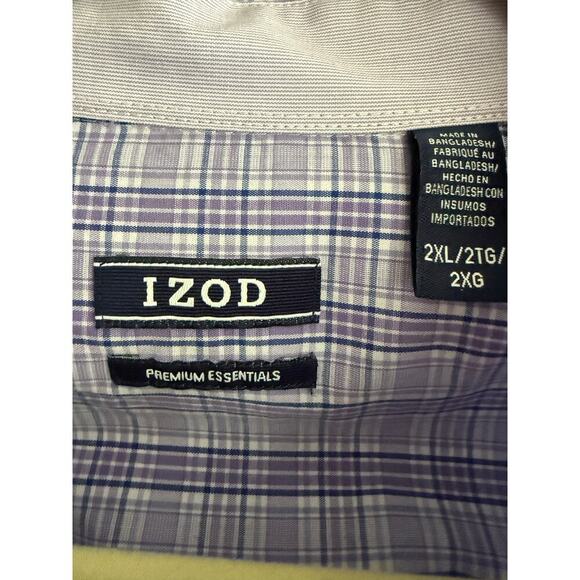 MADE IN
BANGLADESH/
FABRIQUÉ AU
BANGLADESH/
HECHO EN
BANGLADESH CON
INSUMOS
IMPORTADOS
2XL/2TG/
2XG
IZOD
PREMIUM ESSENTIALS